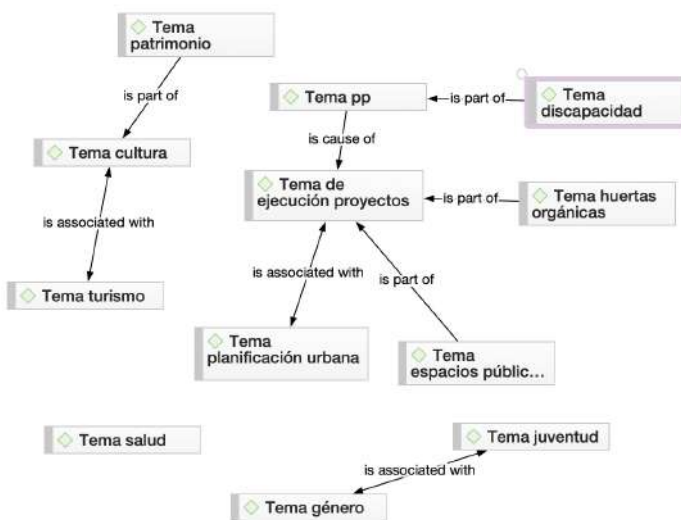 Tema
patrimonio
is part of
Tema pp
is part of
Tema
discapacidad
is cause of
Tema cultura
Tema de
ejecución proyectos
is part of
Tema huertas
orgánicas
is associated with
is associated with
is part of
Tema turismo
Tema
planificación urbana
Tema
espacios públic...
Tema salud
Tema juventud
is associated with
Tema género